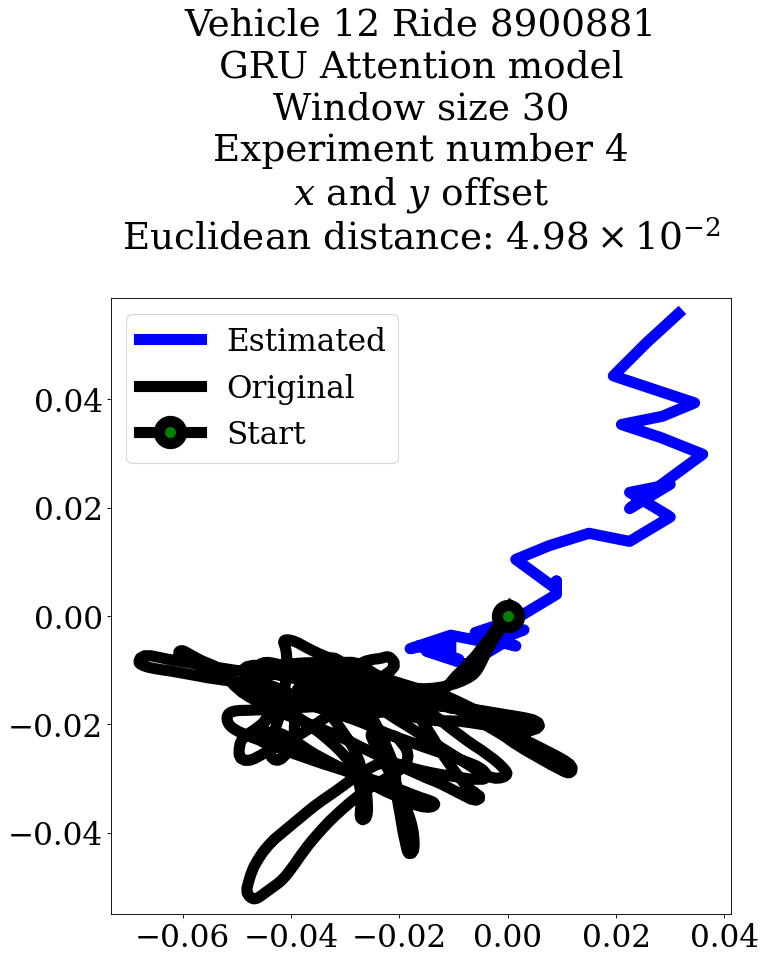 Vehicle 12 Ride 8900881
GRU Attention model
Window size 30
Experiment number 4
x and y offset
Euclidean distance: 4.98 × 10⁻²
Estimated
Original
Start
0.04
0.02
0.00
−0.02
−0.04
−0.06 −0.04 −0.02 0.00 0.02 0.04